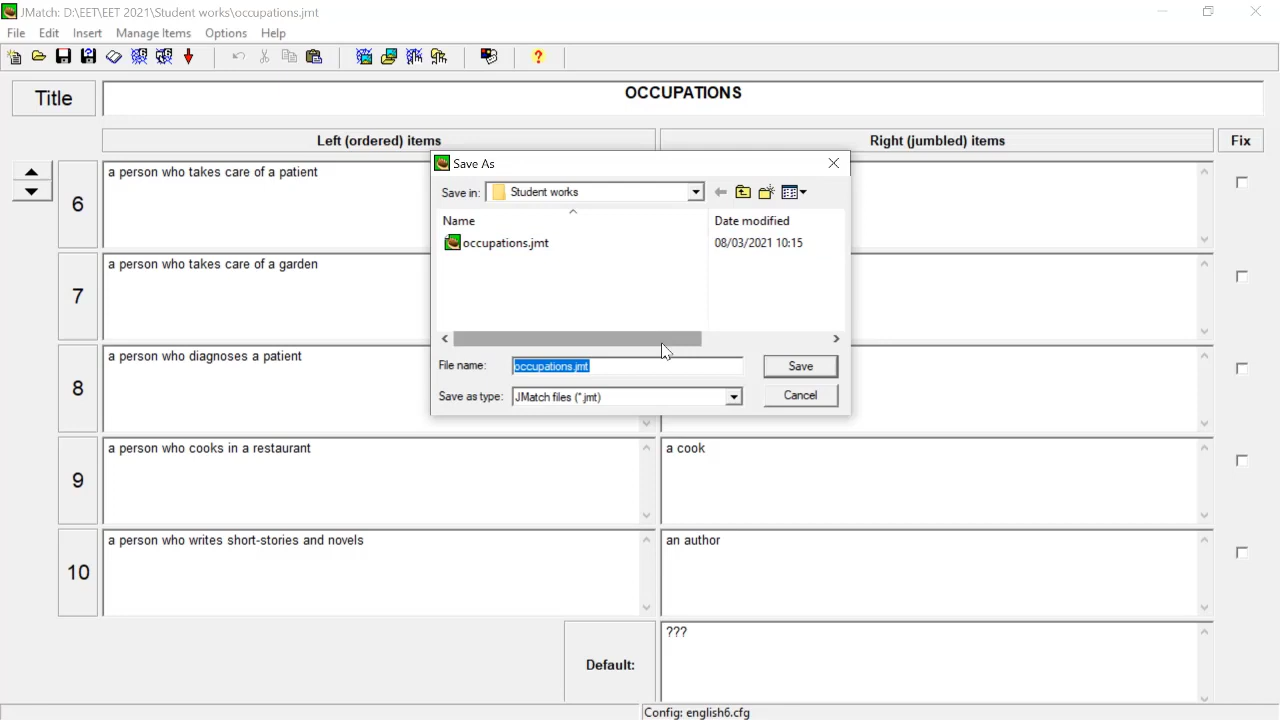 JMatch: D:\EET\EET 2021\Student works\occupations.jmt
File Edit Insert Manage Items Options Help
Title
OCCUPATIONS
Left (ordered) items
Right (jumbled) items
Fix
6
a person who takes care of a patient
7
a person who takes care of a garden
8
a person who diagnoses a patient
9
a person who cooks in a restaurant
a cook
10
a person who writes short-stories and novels
an author
Default:
???
Save As
Save in: Student works
Name
Date modified
occupations.jmt
08/03/2021 10:15
File name: occupations.jmt
Save
Save as type: JMatch files (*.jmt)
Cancel
Config: english6.cfg